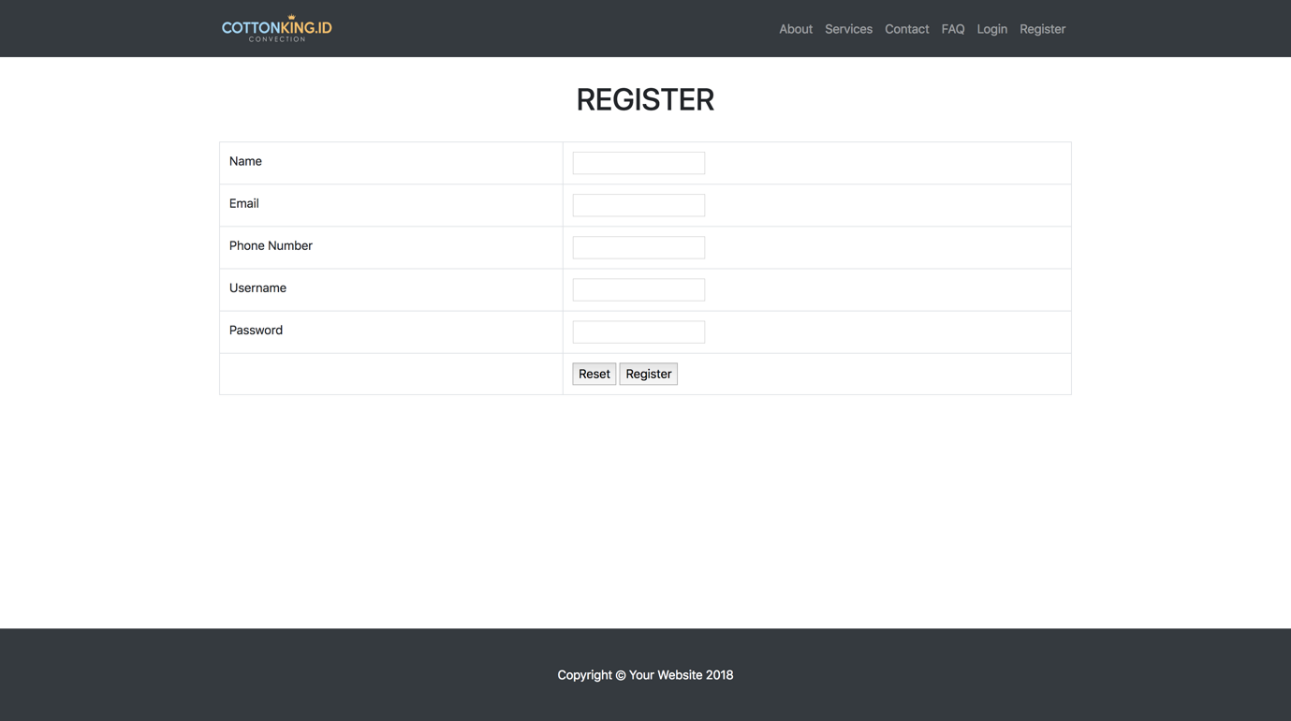 COTTONKING.ID
CONVECTION
About Services Contact FAQ Login Register
REGISTER
Name
Email
Phone Number
Username
Password
Reset Register
Copyright © Your Website 2018